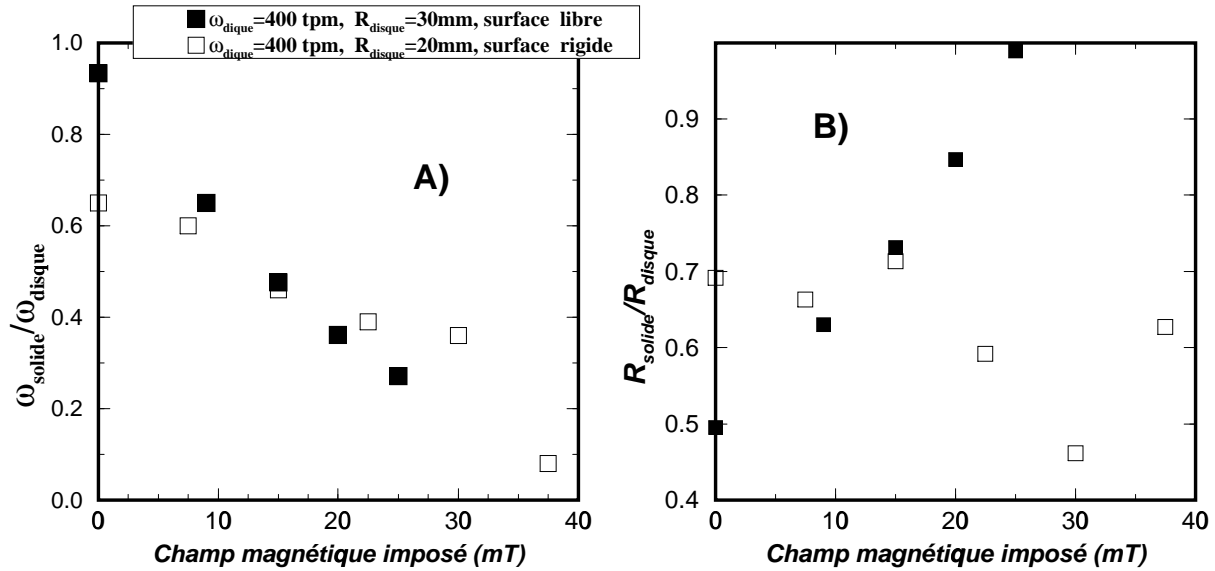 ω_dique=400 tpm, R_disque=30mm, surface libre
ω_dique=400 tpm, R_disque=20mm, surface rigide
1.0
0.8
0.6
0.4
0.2
0.0
ω_solide/ω_disque
A)
0 10 20 30 40
Champ magnétique imposé (mT)
0.9
0.8
0.7
0.6
0.5
0.4
R_solide/R_disque
B)
0 10 20 30 40
Champ magnétique imposé (mT)